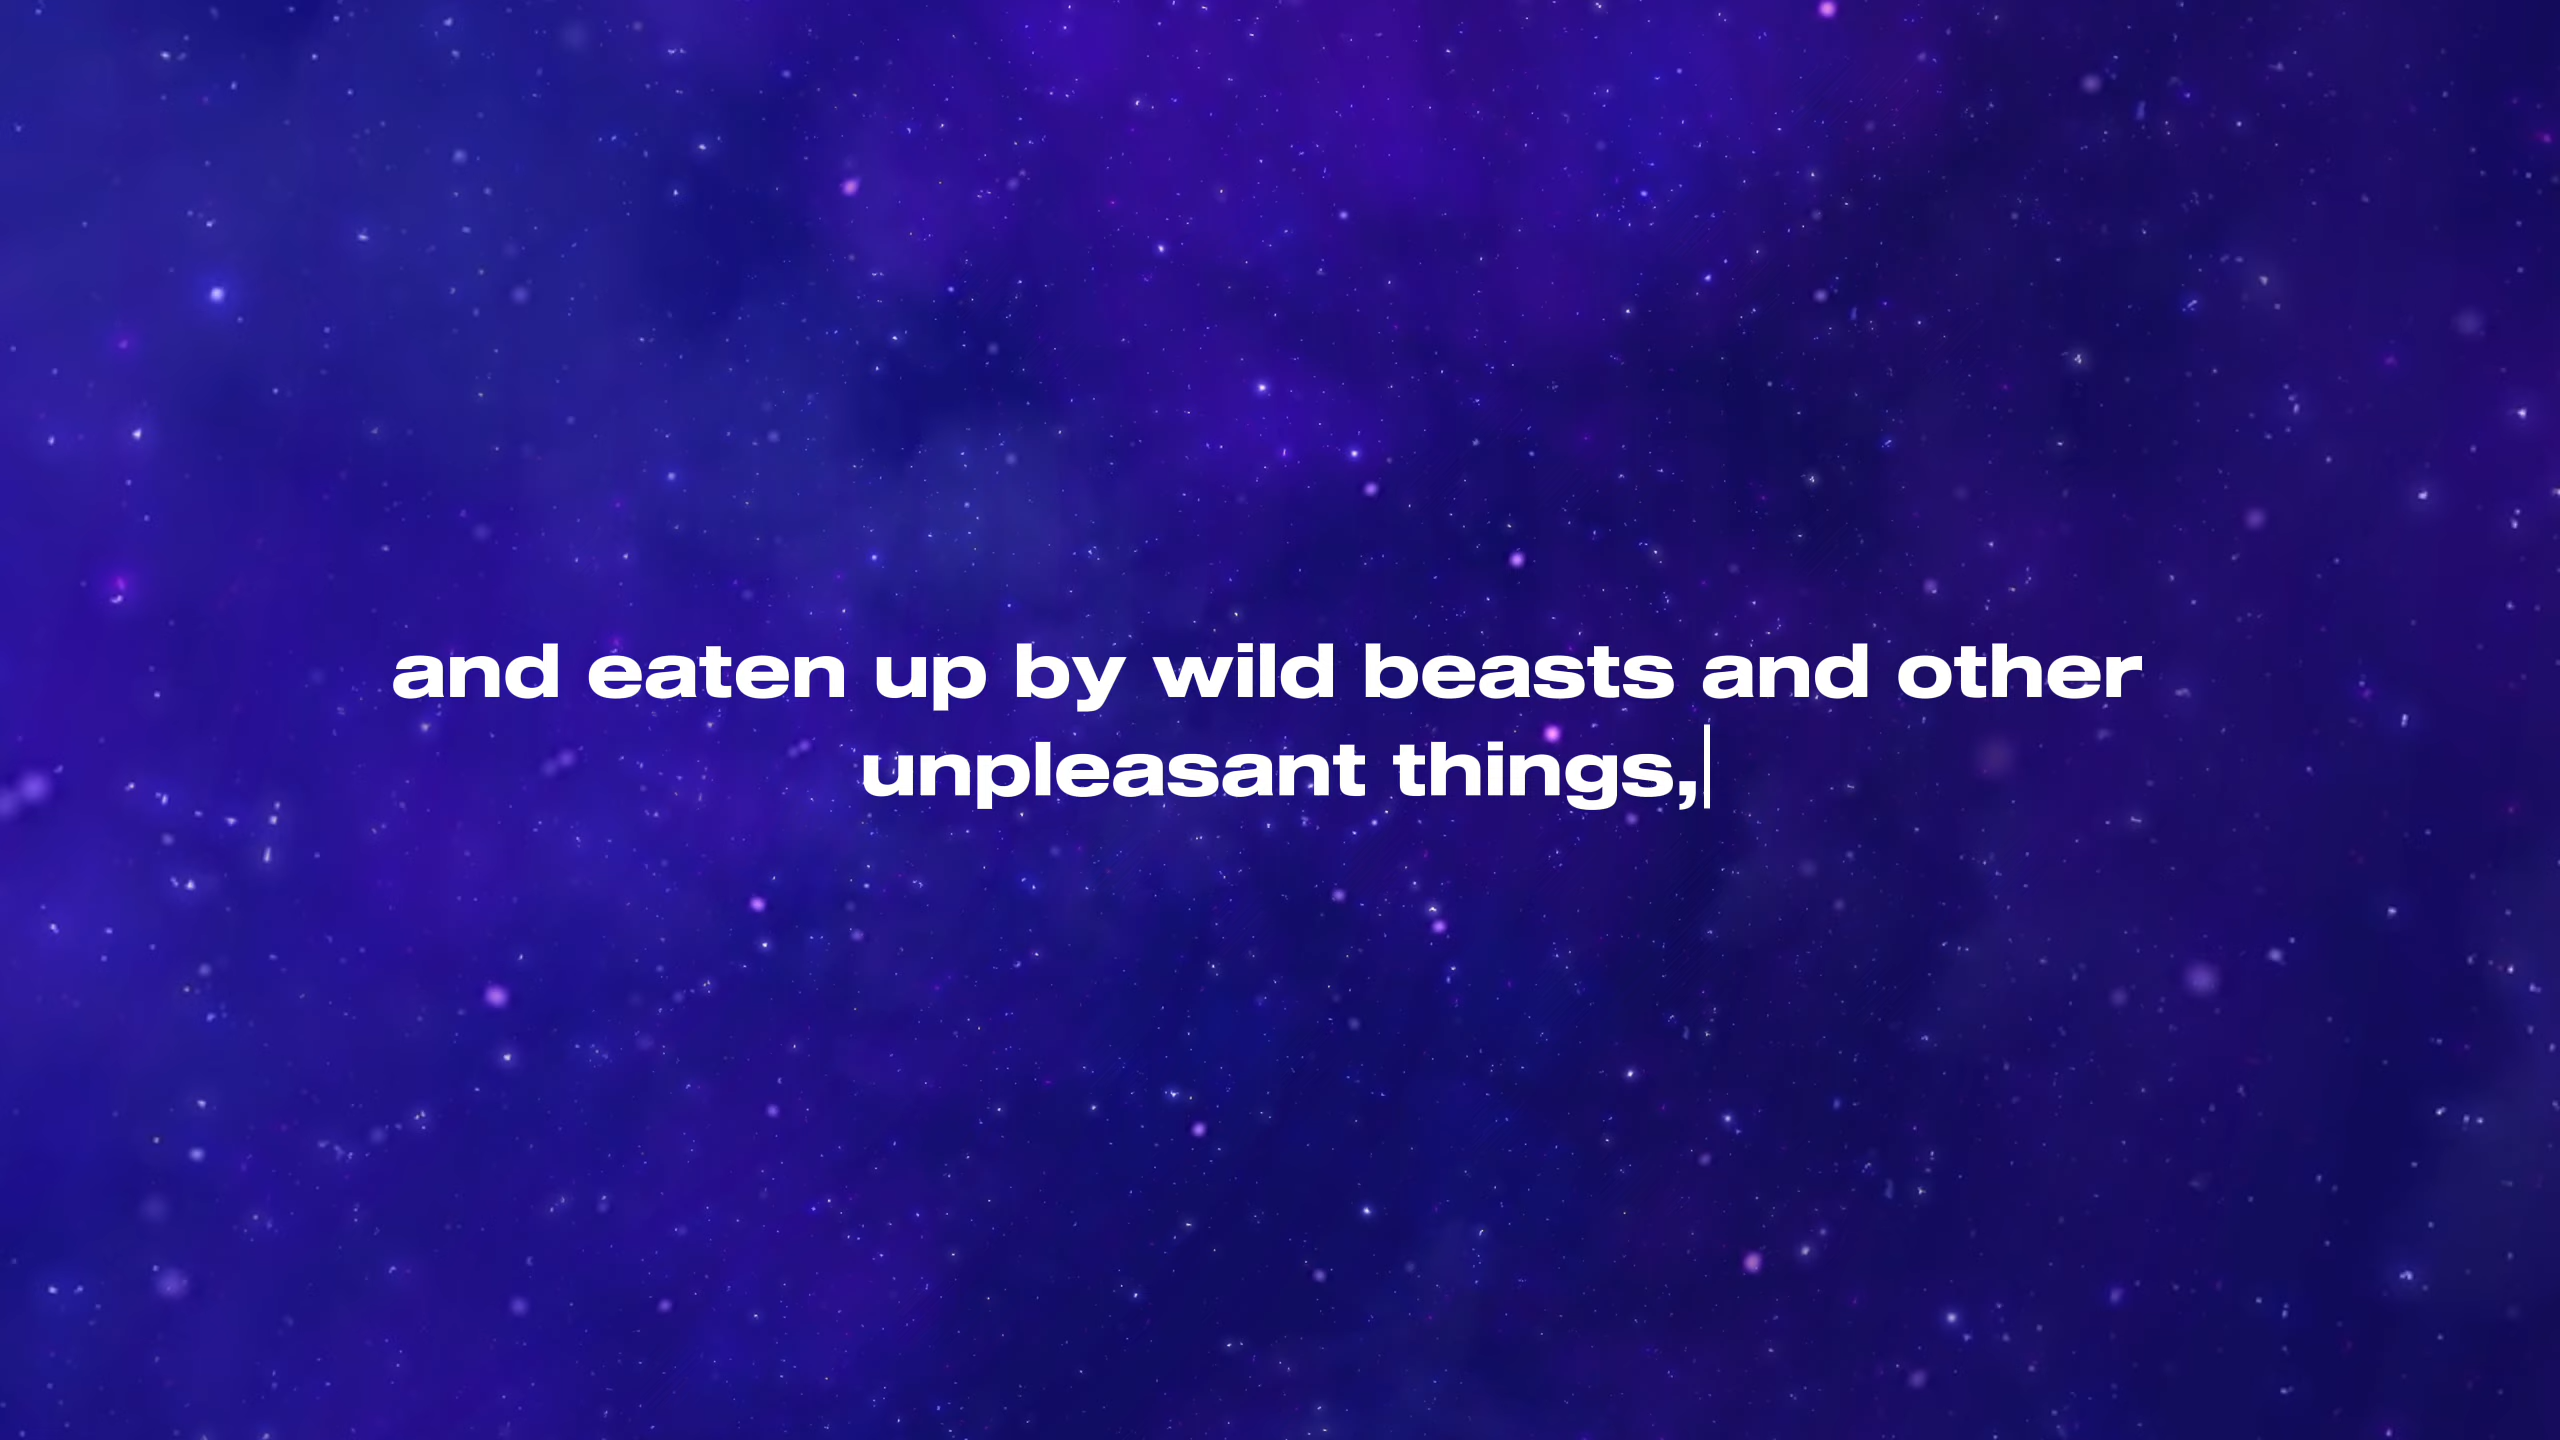 and eaten up by wild beasts and other
unpleasant things,